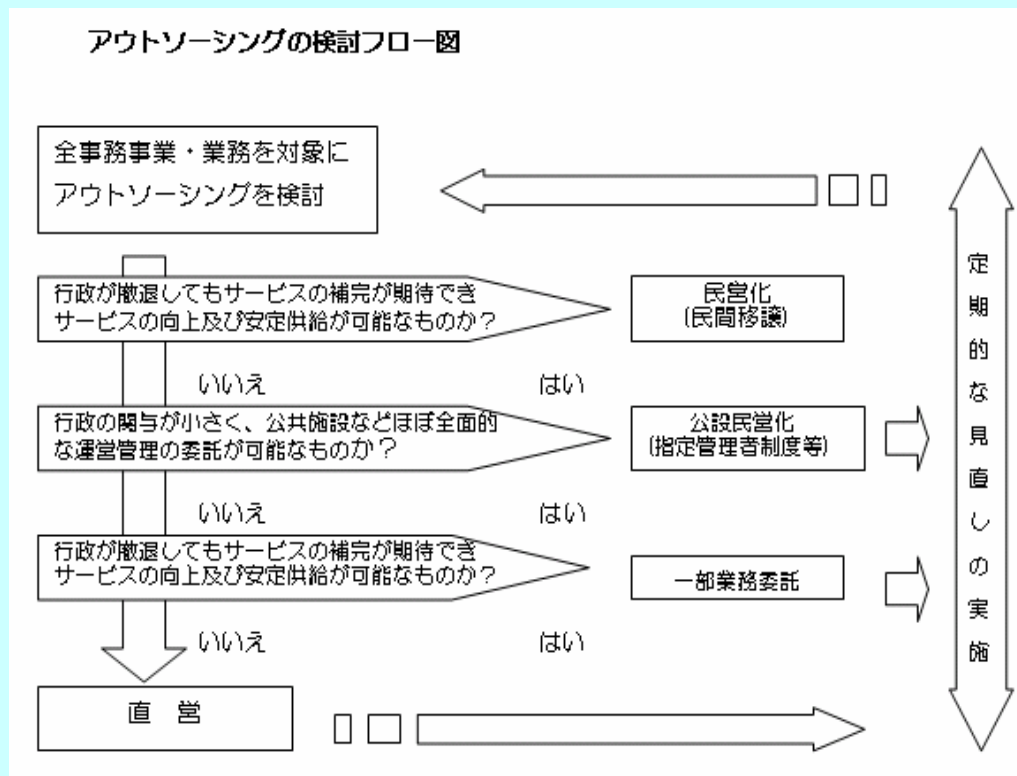 アウトソーシングの検討フロー図
全事務事業・業務を対象に
アウトソーシングを検討
行政が撤退してもサービスの補完が期待でき
サービスの向上及び安定供給が可能なものか？
民営化
(民間移譲)
いいえ
はい
行政の関与が小さく、公共施設などほぼ全面的
な運営管理の委託が可能なものか？
公設民営化
(指定管理者制度等)
いいえ
はい
行政が撤退してもサービスの補完が期待でき
サービスの向上及び安定供給が可能なものか？
一部業務委託
いいえ
はい
直　営
定期的な見直しの実施